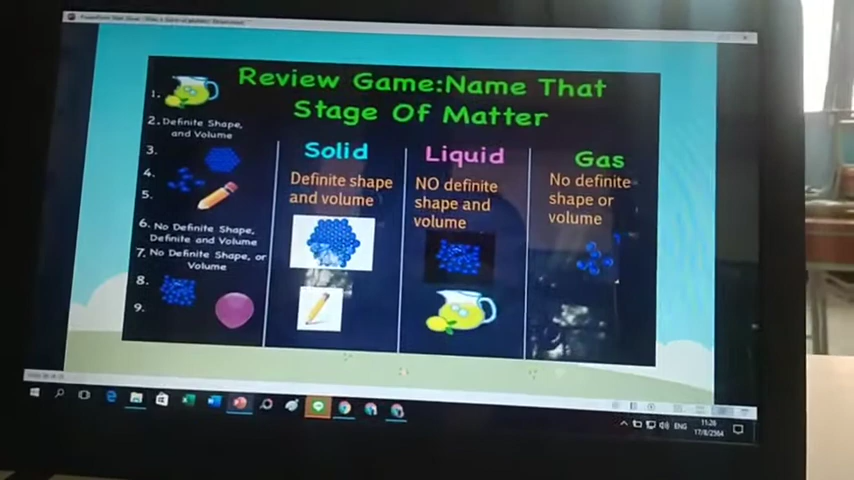 Review Game:Name That
Stage Of Matter
1.
2. Definite Shape,
and Volume
3.
4.
5.
6. No Definite Shape,
Definite and Volume
7. No Definite Shape, or
Volume
8.
9.
Solid
Definite shape
and volume
Liquid
NO definite
shape and
volume
Gas
No definite
shape or
volume
ENG
11:26
17/8/2564